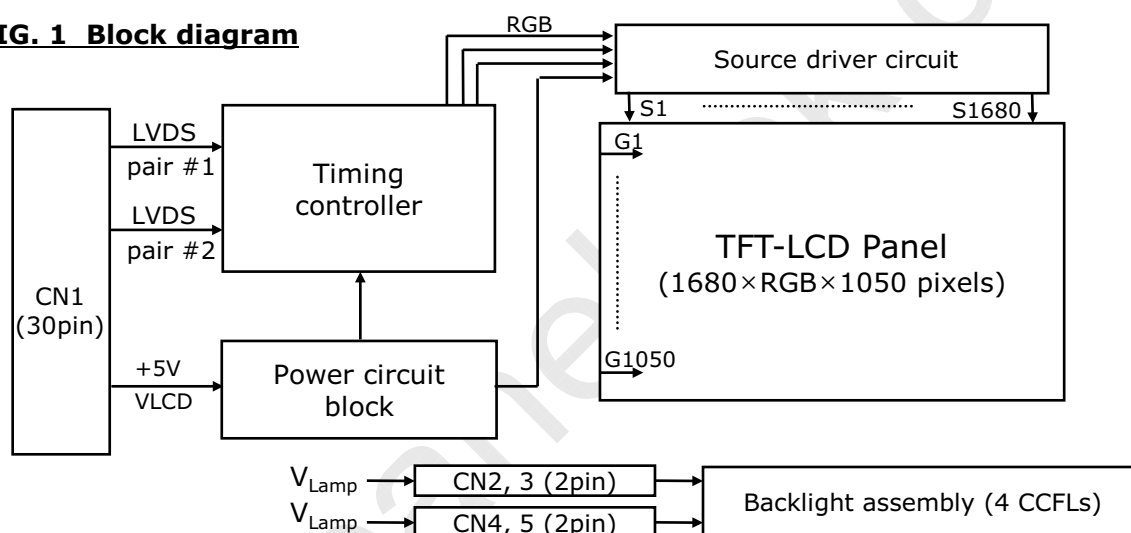 IG. 1 Block diagram
RGB
Source driver circuit
S1
S1680
CN1
(30pin)
LVDS
pair #1
LVDS
pair #2
Timing
controller
G1
TFT-LCD Panel
(1680×RGB×1050 pixels)
G1050
+5V
VLCD
Power circuit
block
VLamp
CN2, 3 (2pin)
VLamp
CN4, 5 (2pin)
Backlight assembly (4 CCFLs)